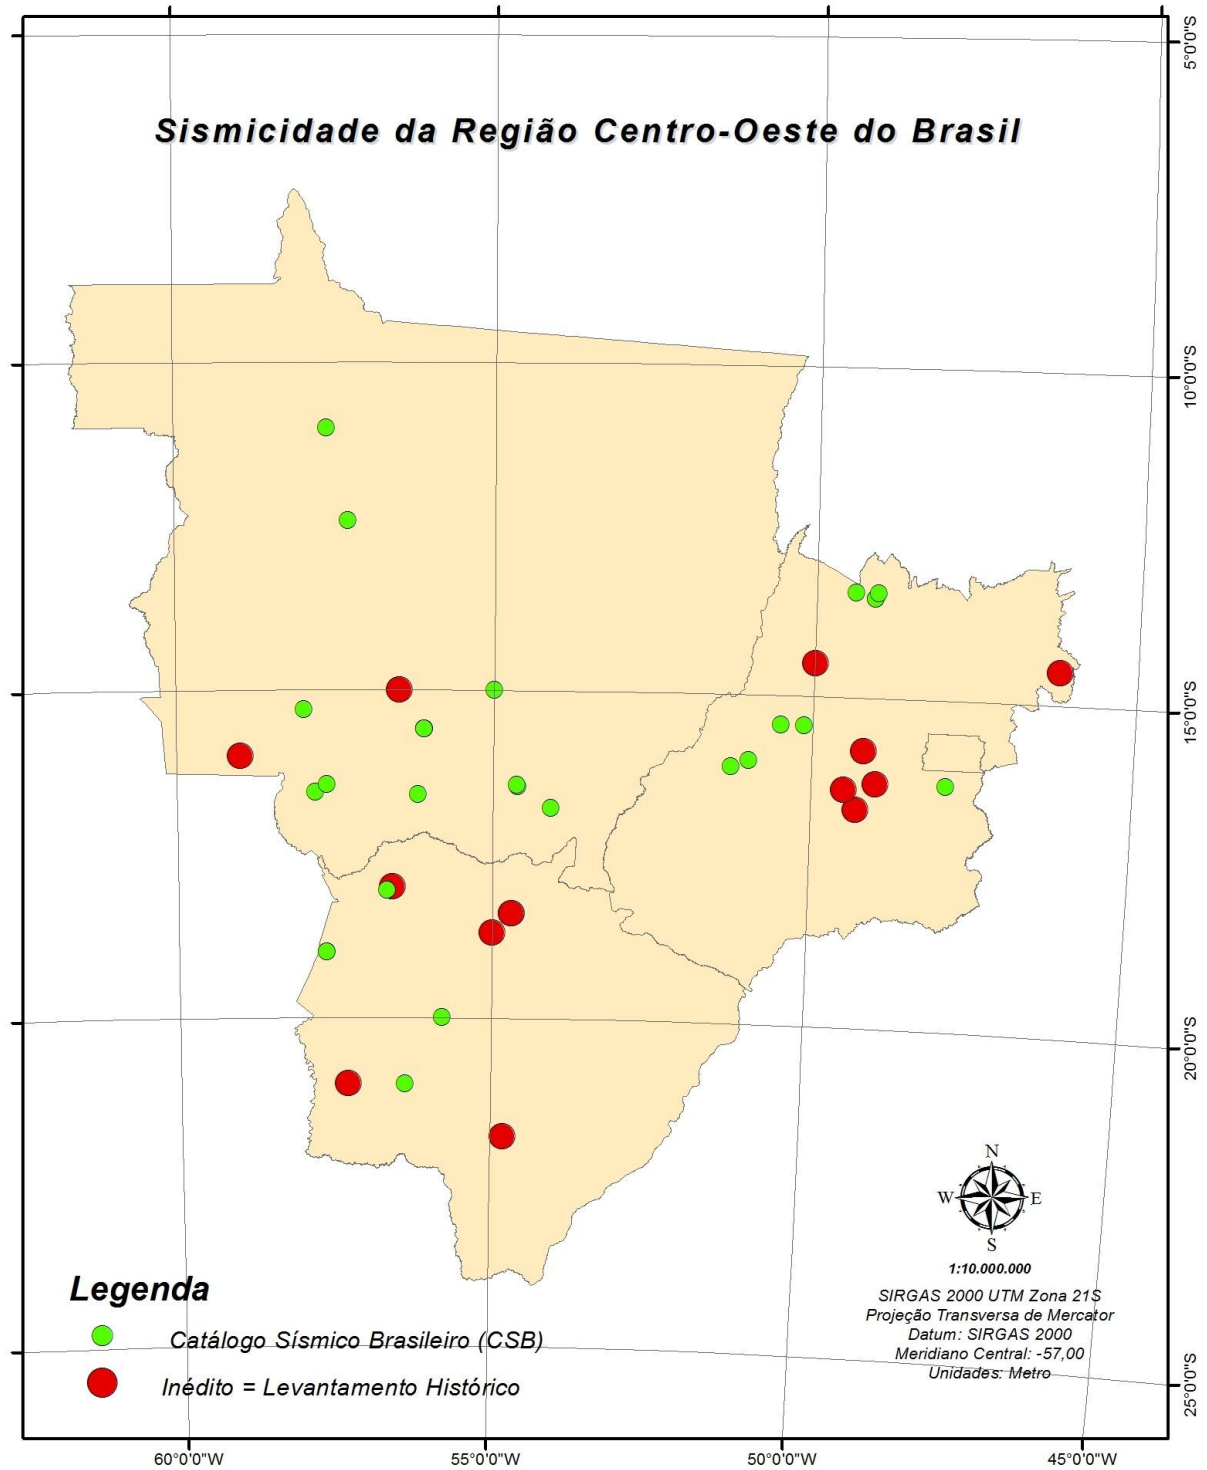 Sismicidade da Região Centro-Oeste do Brasil
5°0'0"S
10°0'0"S
15°0'0"S
20°0'0"S
25°0'0"S
N
W E
S
1:10.000.000
SIRGAS 2000 UTM Zona 21S
Projeção Transversa de Mercator
Datum: SIRGAS 2000
Meridiano Central: -57,00
Unidades: Metro
Legenda
Catálogo Sísmico Brasileiro (CSB)
Inédito = Levantamento Histórico
60°0'0"W 55°0'0"W 50°0'0"W 45°0'0"W